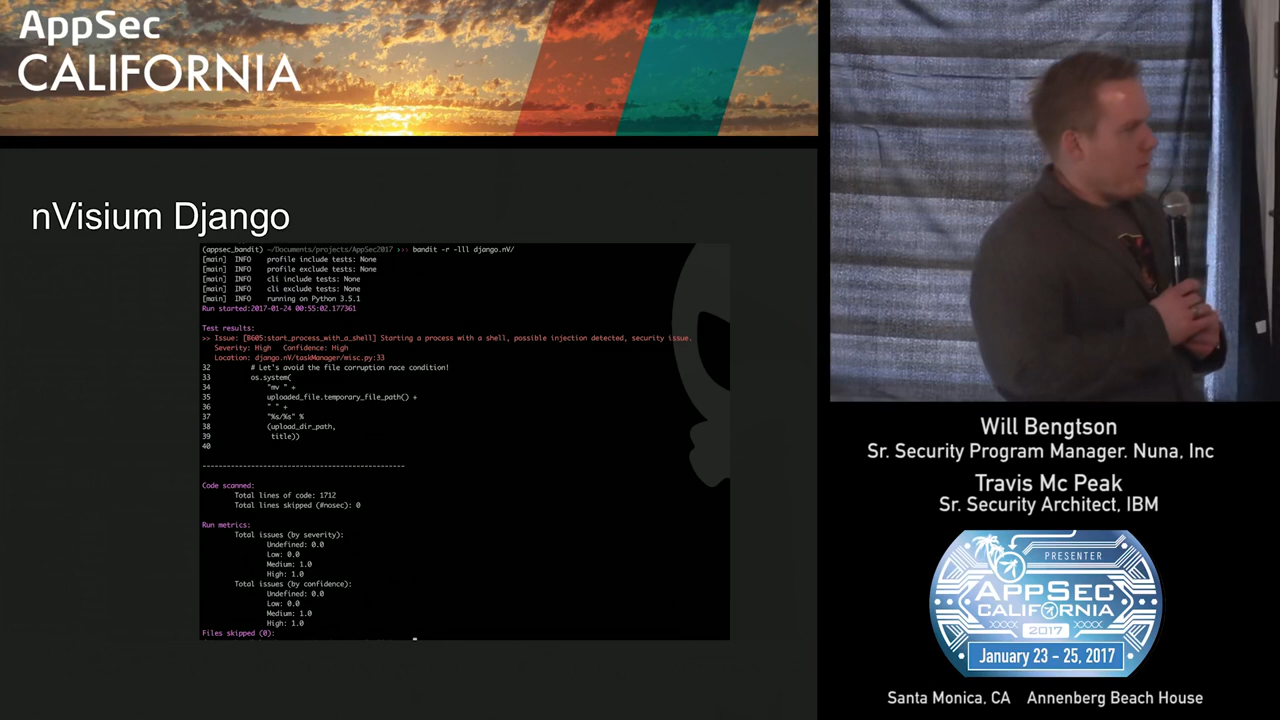 AppSec
CALIFORNIA
nVisium Django
(appsec_bandit) ~/Documents/projects/AppSec2017 >>> bandit -r -lll django.nV/
[main]  INFO    profile include tests: None
[main]  INFO    profile exclude tests: None
[main]  INFO    cli include tests: None
[main]  INFO    cli exclude tests: None
[main]  INFO    running on Python 3.5.1
Run started:2017-01-24 00:55:02.177361
Test results:
>> Issue: [B605:start_process_with_a_shell] Starting a process with a shell, possible injection detected, security issue.
Severity: High   Confidence: High
Location: django.nV/taskManager/misc.py:33
32          # Let's avoid the file corruption race condition!
33          os.system(
34              "mv " +
35              uploaded_file.temporary_file_path() +
36              " " +
37              "%s/%s" %
38              (upload_dir_path,
39               title))
40
--------------------------------------------------
Code scanned:
Total lines of code: 1712
Total lines skipped (#nosec): 0
Run metrics:
Total issues (by severity):
Undefined: 0.0
Low: 0.0
Medium: 1.0
High: 1.0
Total issues (by confidence):
Undefined: 0.0
Low: 0.0
Medium: 1.0
High: 1.0
Files skipped (0):
Will Bengtson
Sr. Security Program Manager. Nuna, Inc
Travis Mc Peak
Sr. Security Architect, IBM
PRESENTER
APPSEC
CALIFORNIA
XXXX 2017 XXXX
January 23 - 25, 2017
Santa Monica, CA   Annenberg Beach House